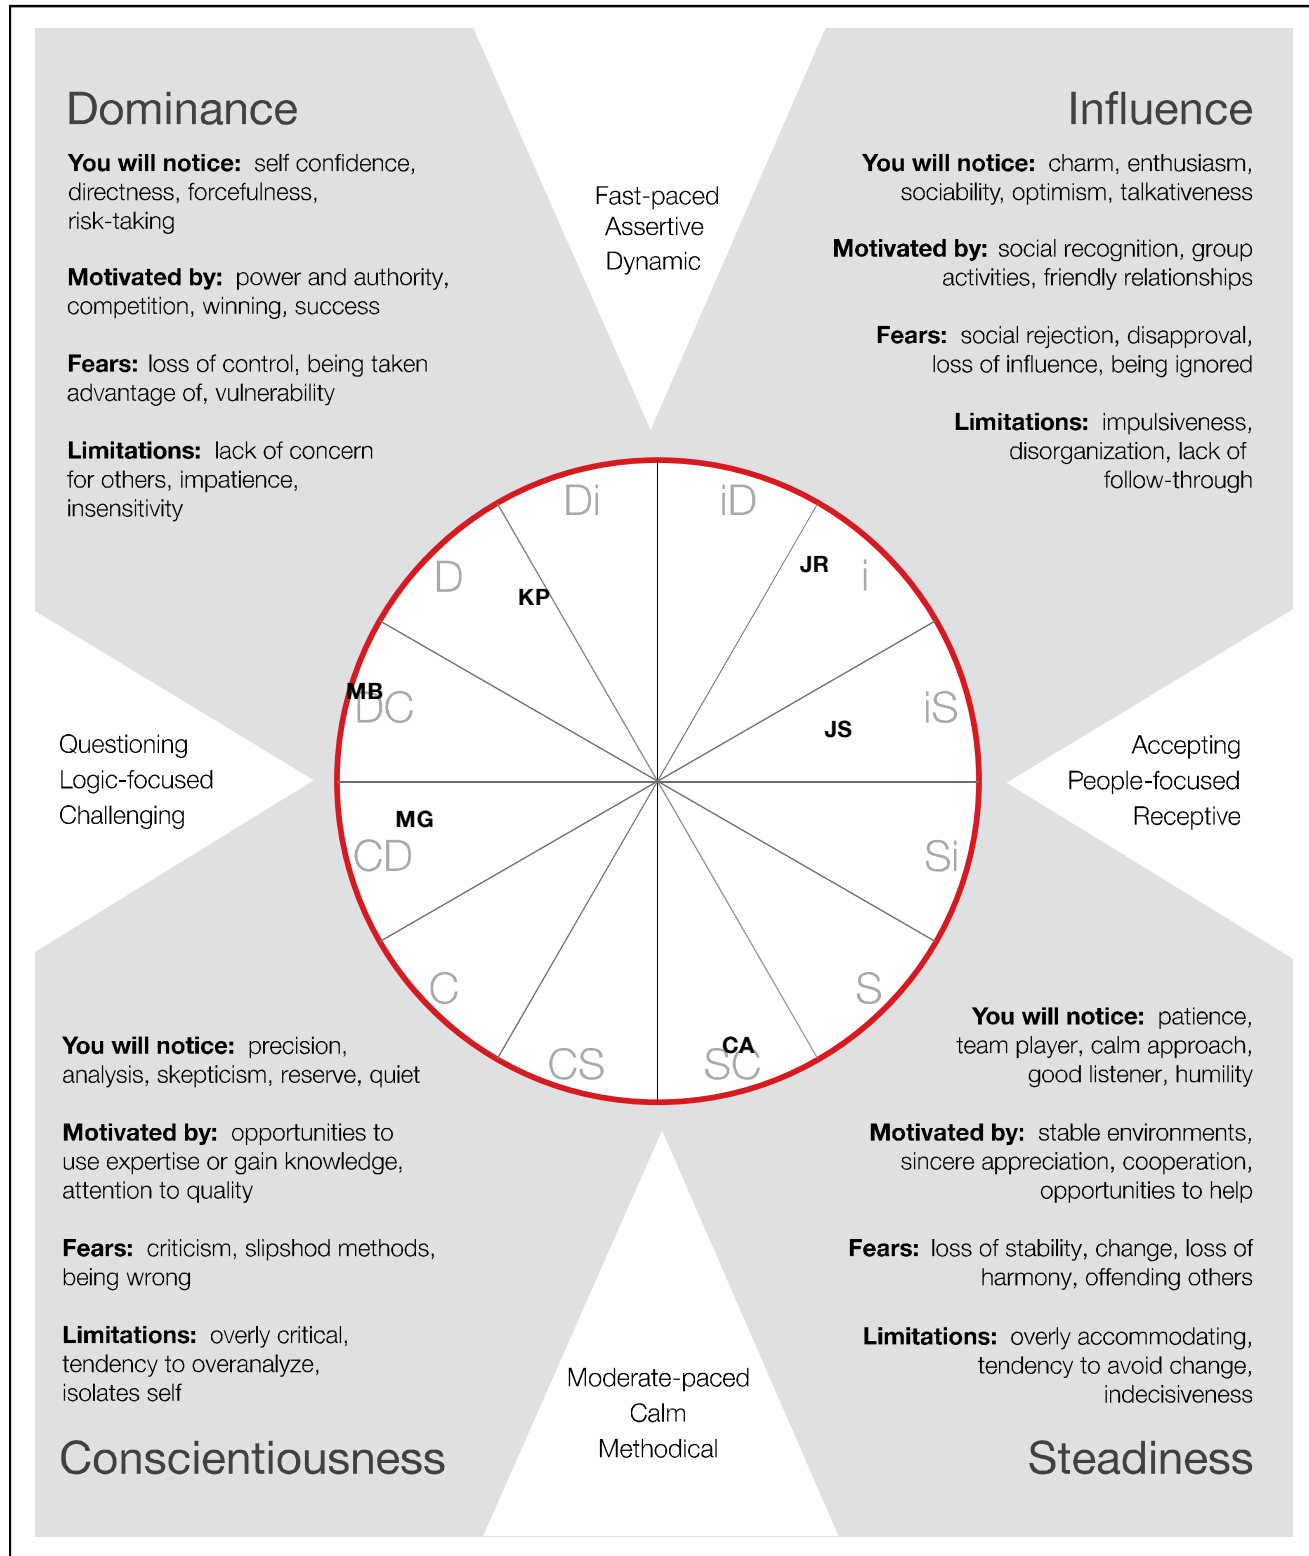 Dominance
You will notice: self confidence,
directness, forcefulness,
risk-taking
Motivated by: power and authority,
competition, winning, success
Fears: loss of control, being taken
advantage of, vulnerability
Limitations: lack of concern
for others, impatience,
insensitivity
Fast-paced
Assertive
Dynamic
Influence
You will notice: charm, enthusiasm,
sociability, optimism, talkativeness
Motivated by: social recognition, group
activities, friendly relationships
Fears: social rejection, disapproval,
loss of influence, being ignored
Limitations: impulsiveness,
disorganization, lack of
follow-through
Di
iD
D
KP
JR
i
MB
DC
JS
iS
Questioning
Logic-focused
Challenging
Accepting
People-focused
Receptive
MG
CD
Si
C
S
CS
CA
SC
You will notice: precision,
analysis, skepticism, reserve, quiet
Motivated by: opportunities to
use expertise or gain knowledge,
attention to quality
Fears: criticism, slipshod methods,
being wrong
Limitations: overly critical,
tendency to overanalyze,
isolates self
Conscientiousness
Moderate-paced
Calm
Methodical
You will notice: patience,
team player, calm approach,
good listener, humility
Motivated by: stable environments,
sincere appreciation, cooperation,
opportunities to help
Fears: loss of stability, change, loss of
harmony, offending others
Limitations: overly accommodating,
tendency to avoid change,
indecisiveness
Steadiness